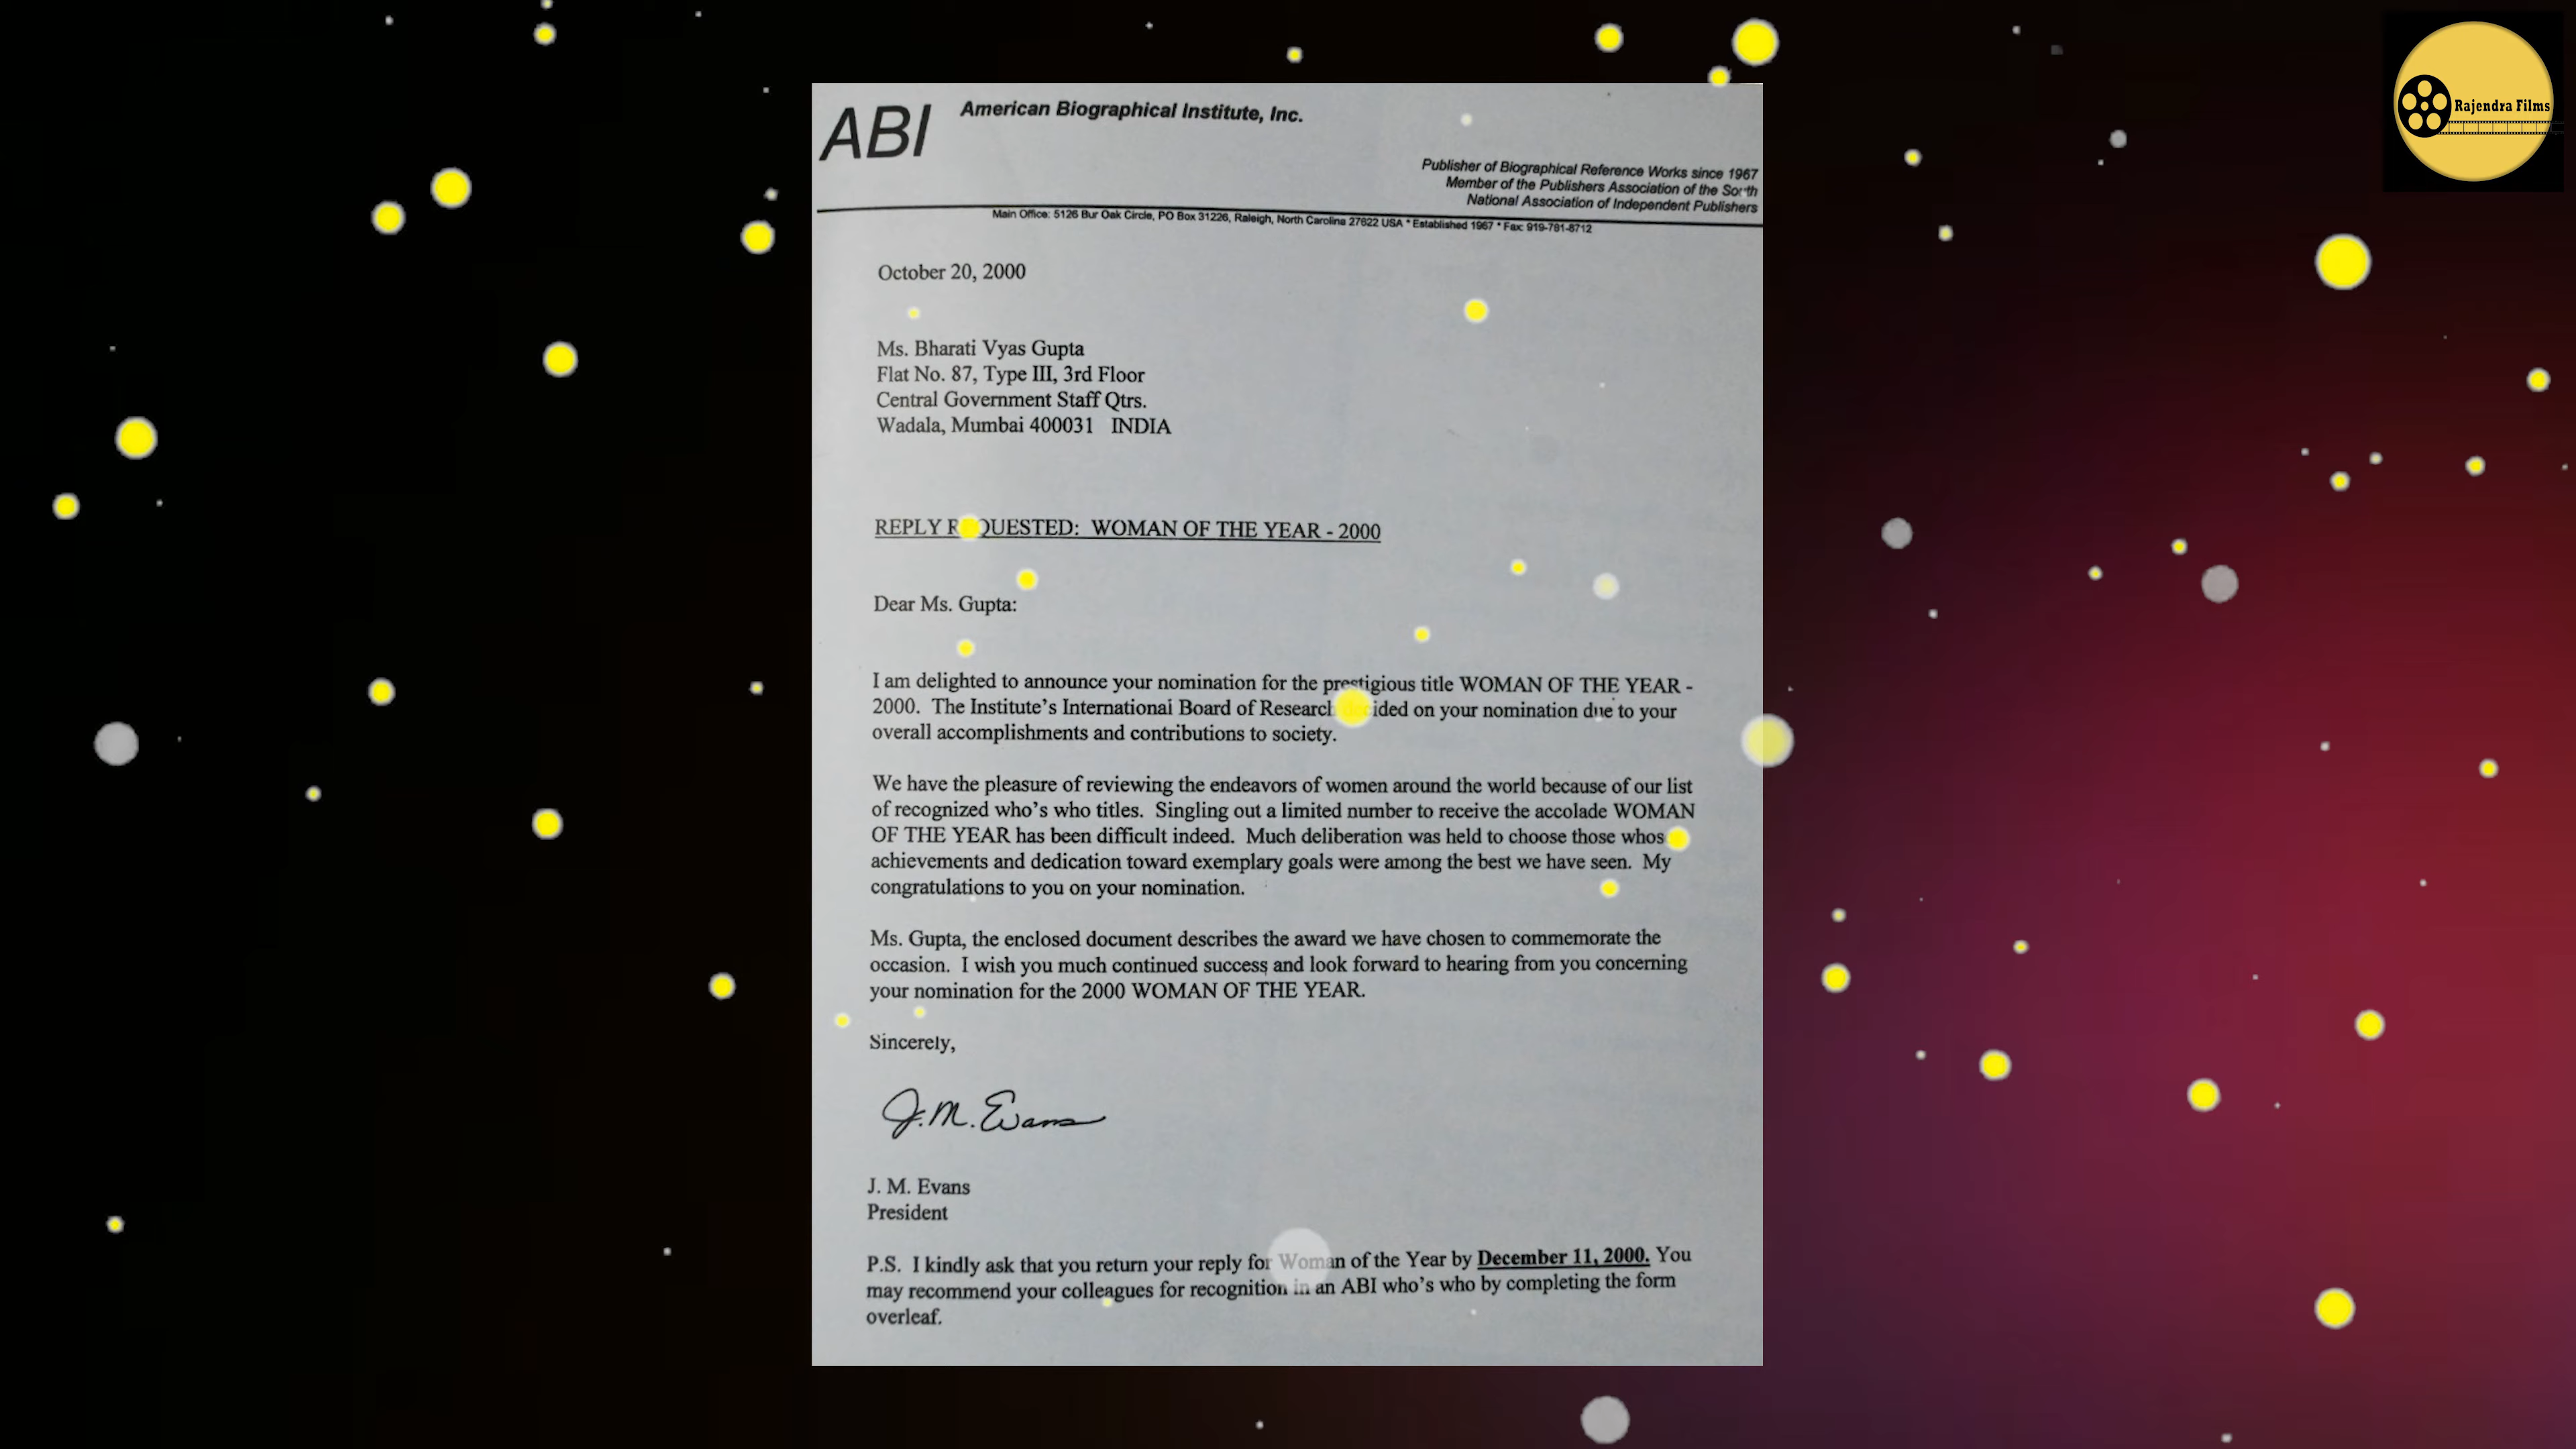 ABI
American Biographical Institute, Inc.
Publisher of Biographical Reference Works since 1967
Member of the Publishers Association of the South
National Association of Independent Publishers
Main Office: 5126 Bur Oak Circle, PO Box 31226, Raleigh, North Carolina 27622 USA * Established 1967 * Fax: 919-781-8712
October 20, 2000
Ms. Bharati Vyas Gupta
Flat No. 87, Type III, 3rd Floor
Central Government Staff Qtrs.
Wadala, Mumbai 400031 INDIA
REPLY REQUESTED: WOMAN OF THE YEAR - 2000
Dear Ms. Gupta:
I am delighted to announce your nomination for the prestigious title WOMAN OF THE YEAR -
2000. The Institute's International Board of Research decided on your nomination due to your
overall accomplishments and contributions to society.
We have the pleasure of reviewing the endeavors of women around the world because of our list
of recognized who's who titles. Singling out a limited number to receive the accolade WOMAN
OF THE YEAR has been difficult indeed. Much deliberation was held to choose those whose
achievements and dedication toward exemplary goals were among the best we have seen. My
congratulations to you on your nomination.
Ms. Gupta, the enclosed document describes the award we have chosen to commemorate the
occasion. I wish you much continued success and look forward to hearing from you concerning
your nomination for the 2000 WOMAN OF THE YEAR.
Sincerely,
J. M. Evans
J. M. Evans
President
P.S. I kindly ask that you return your reply for Woman of the Year by December 11, 2000. You
may recommend your colleagues for recognition in an ABI who's who by completing the form
overleaf.
Rajendra Films